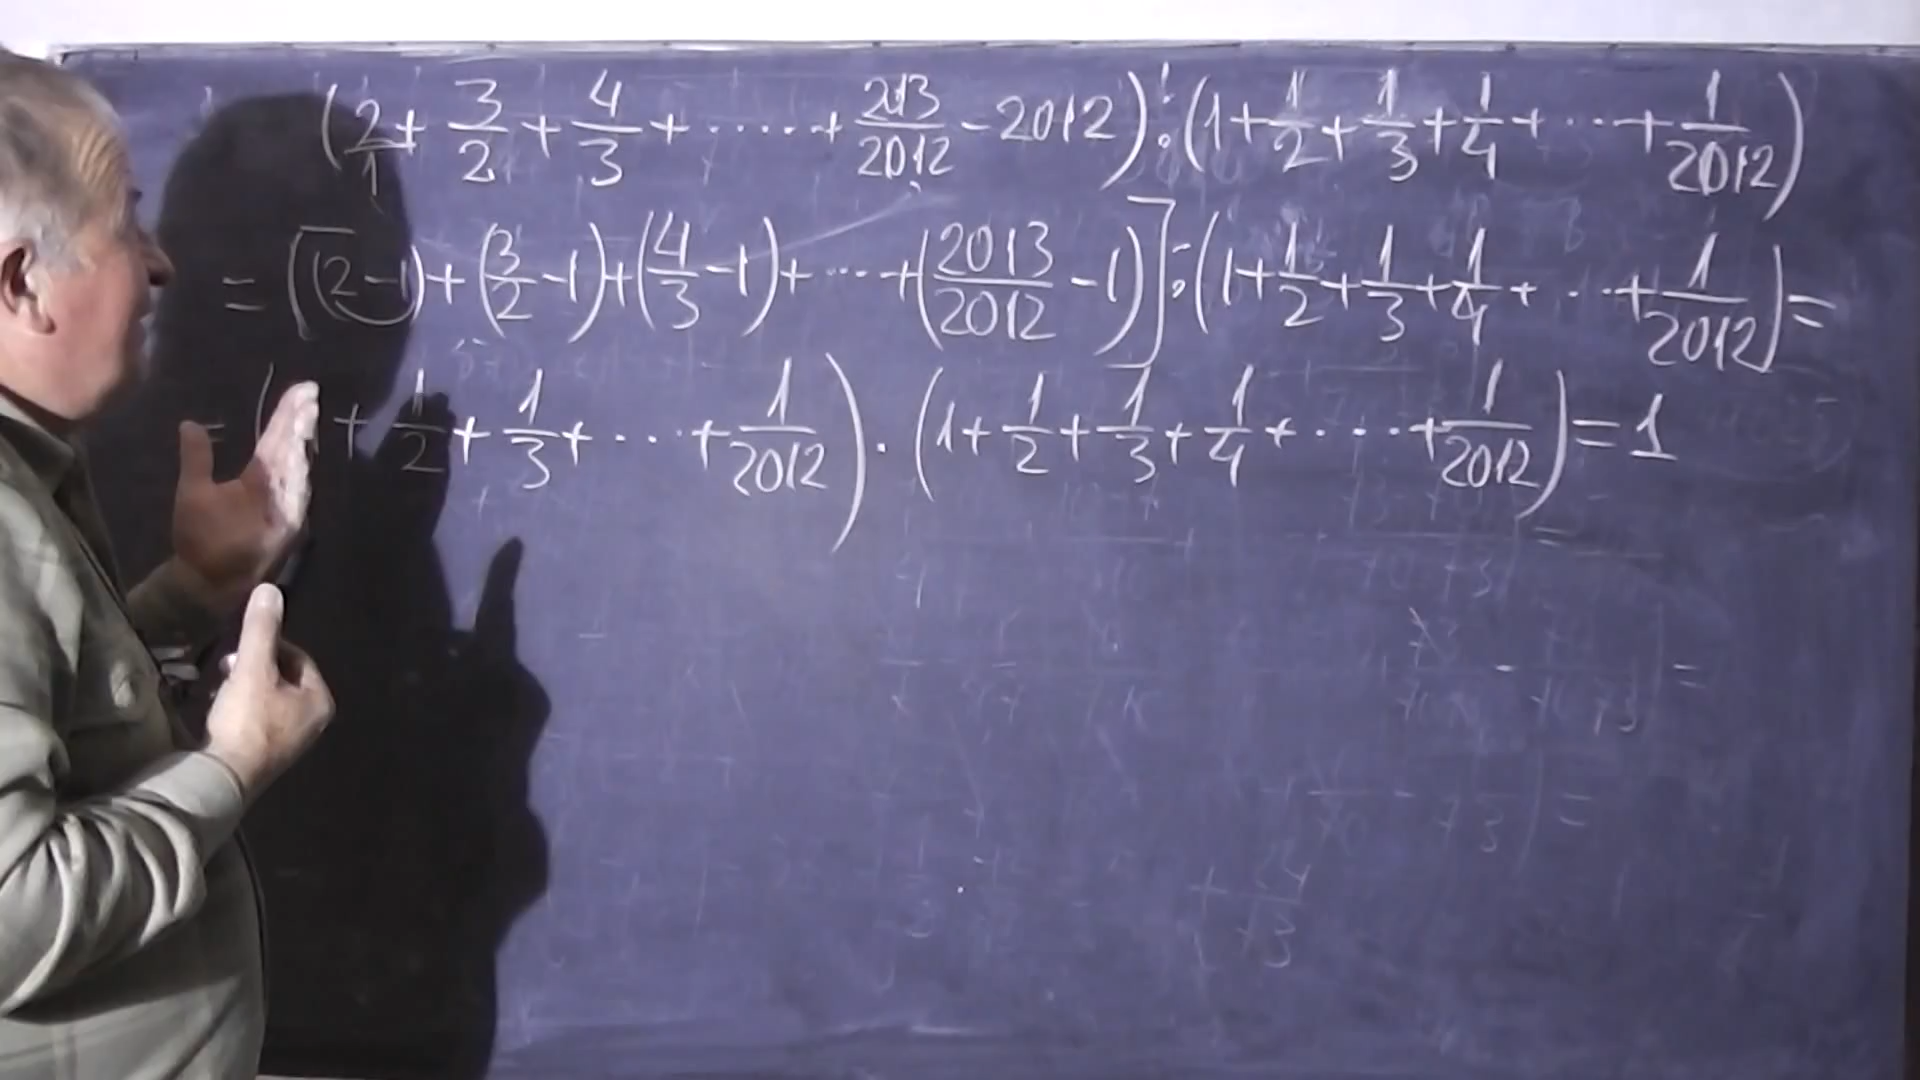 (2/1 + 3/2 + 4/3 + ..... + 2013/2012 - 2012) : (1 + 1/2 + 1/3 + 1/4 + ... + 1/2012)
= [(2 - 1) + (3/2 - 1) + (4/3 - 1) + .... + (2013/2012 - 1)] : (1 + 1/2 + 1/3 + 1/4 + ... + 1/2012) =
= ( + 1/2 + 1/3 + ... + 1/2012) . (1 + 1/2 + 1/3 + 1/4 + .... + 1/2012) = 1